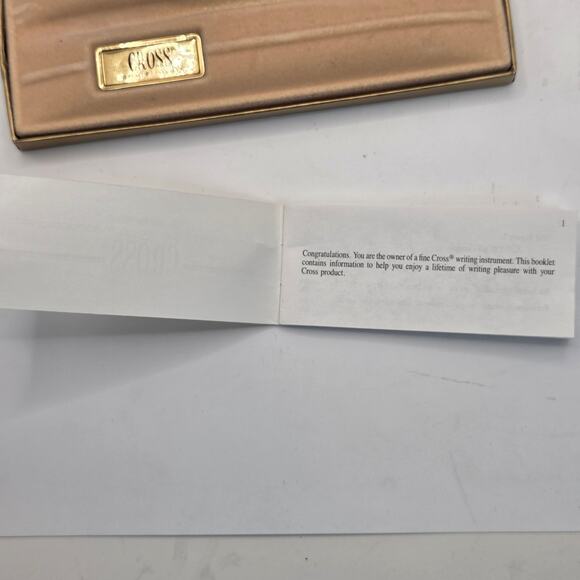 CROSS
1
Congratulations. You are the owner of a fine Cross® writing instrument. This booklet
contains information to help you enjoy a lifetime of writing pleasure with your
Cross product.